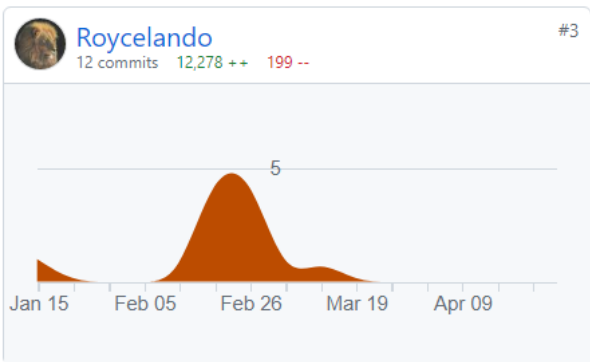 Roycelando
#3
12 commits 12,278 ++ 199 --
5
Jan 15 Feb 05 Feb 26 Mar 19 Apr 09